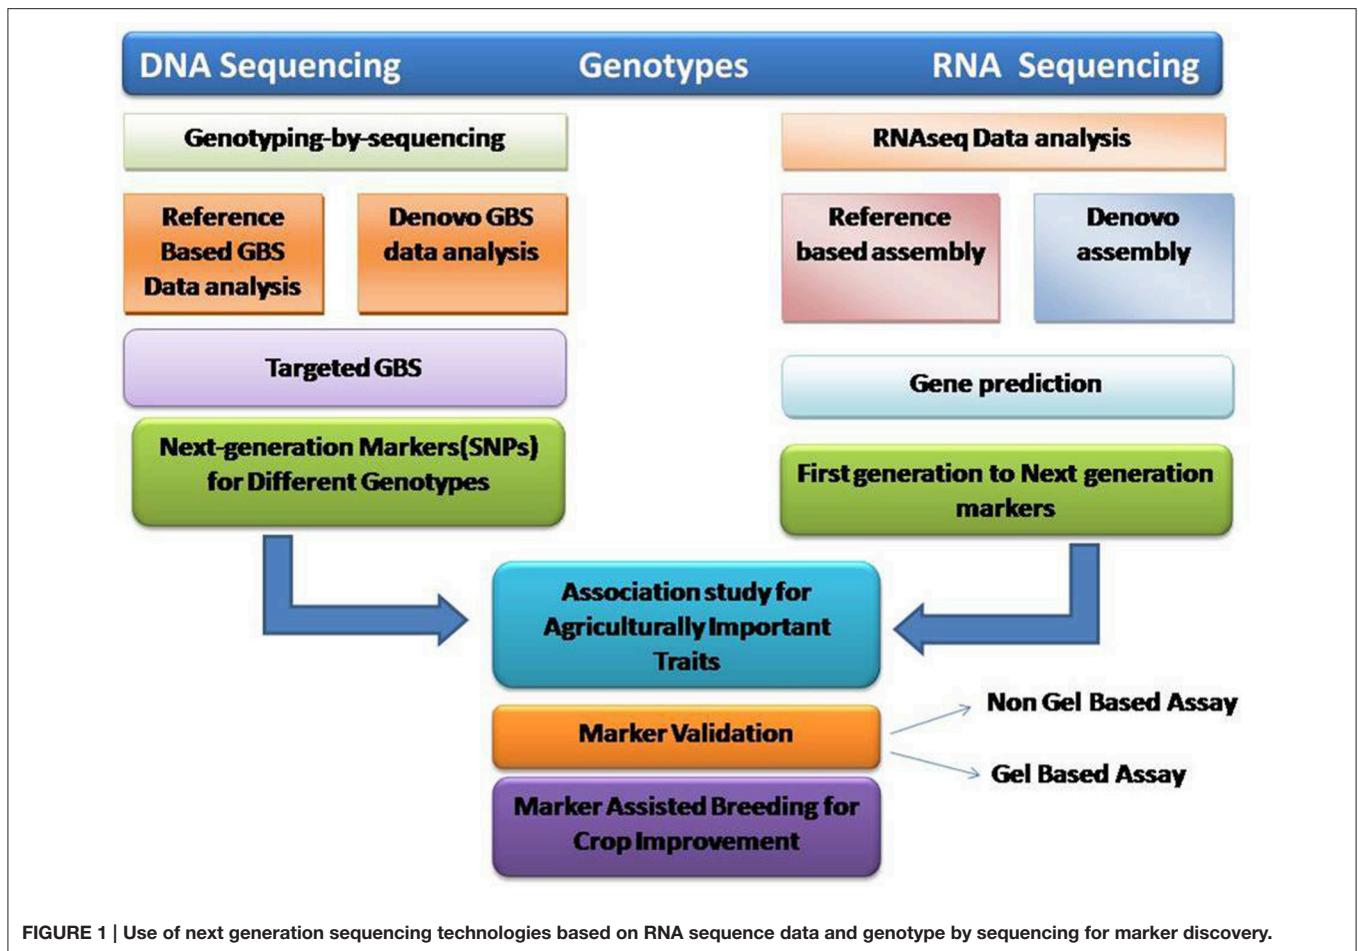 DNA Sequencing Genotypes RNA Sequencing
Genotyping-by-sequencing
Reference
Based GBS
Data analysis
Denovo GBS
data analysis
Targeted GBS
Next-generation Markers(SNPs)
for Different Genotypes
RNAseq Data analysis
Reference
based assembly
Denovo
assembly
Gene prediction
First generation to Next generation
markers
Association study for
Agriculturally Important
Traits
Marker Validation
Non Gel Based Assay
Gel Based Assay
Marker Assisted Breeding for
Crop Improvement
FIGURE 1 | Use of next generation sequencing technologies based on RNA sequence data and genotype by sequencing for marker discovery.